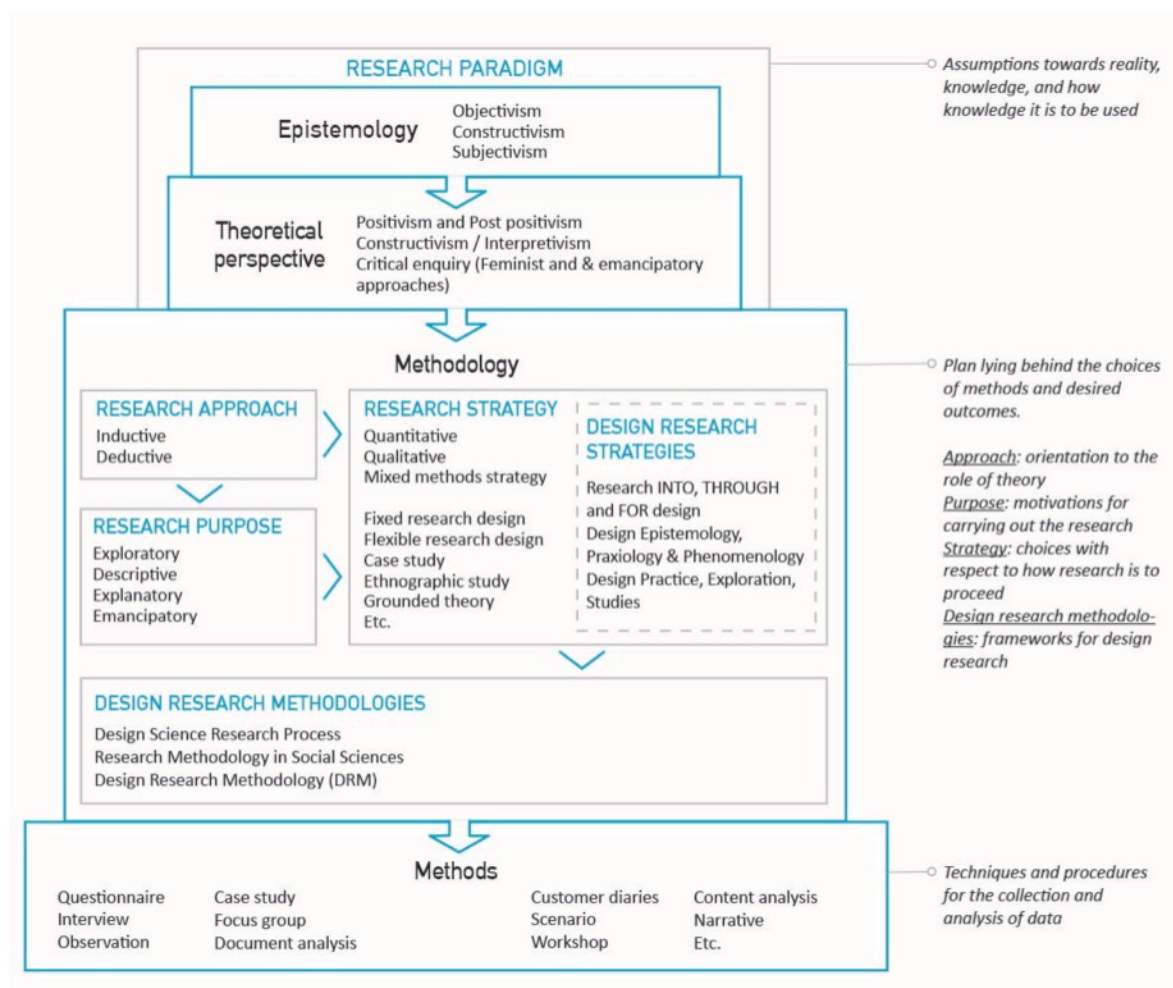 RESEARCH PARADIGM
Epistemology
Objectivism
Constructivism
Subjectivism
Theoretical
perspective
Positivism and Post positivism
Constructivism / Interpretivism
Critical enquiry (Feminist and & emancipatory
approaches)
Assumptions towards reality,
knowledge, and how
knowledge it is to be used
Methodology
RESEARCH APPROACH
Inductive
Deductive
RESEARCH PURPOSE
Exploratory
Descriptive
Explanatory
Emancipatory
RESEARCH STRATEGY
Quantitative
Qualitative
Mixed methods strategy
Fixed research design
Flexible research design
Case study
Ethnographic study
Grounded theory
Etc.
DESIGN RESEARCH
STRATEGIES
Research INTO, THROUGH
and FOR design
Design Epistemology,
Praxiology & Phenomenology
Design Practice, Exploration,
Studies
DESIGN RESEARCH METHODOLOGIES
Design Science Research Process
Research Methodology in Social Sciences
Design Research Methodology (DRM)
Plan lying behind the choices
of methods and desired
outcomes.
Approach: orientation to the
role of theory
Purpose: motivations for
carrying out the research
Strategy: choices with
respect to how research is to
proceed
Design research methodolo-
gies: frameworks for design
research
Methods
Questionnaire
Interview
Observation
Case study
Focus group
Document analysis
Customer diaries
Scenario
Workshop
Content analysis
Narrative
Etc.
Techniques and procedures
for the collection and
analysis of data